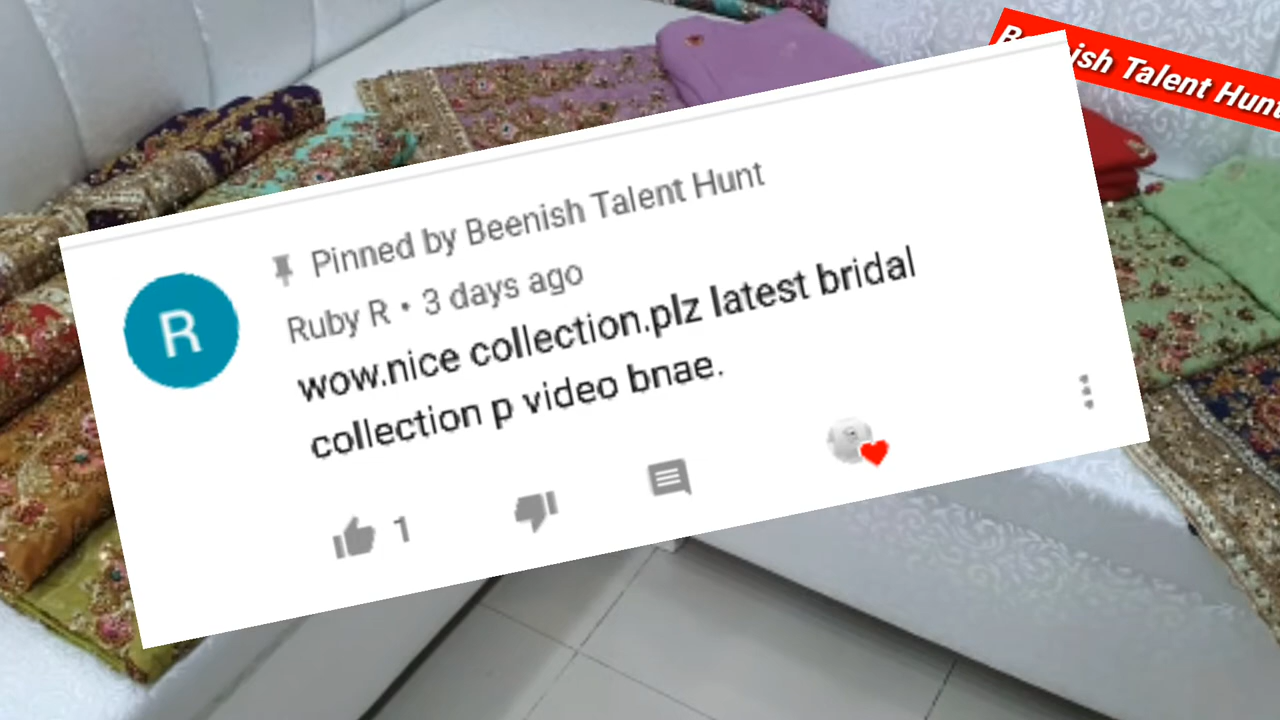 Beenish Talent Hunt
Pinned by Beenish Talent Hunt
Ruby R • 3 days ago
R
wow.nice collection.plz latest bridal
collection p video bnae.
1